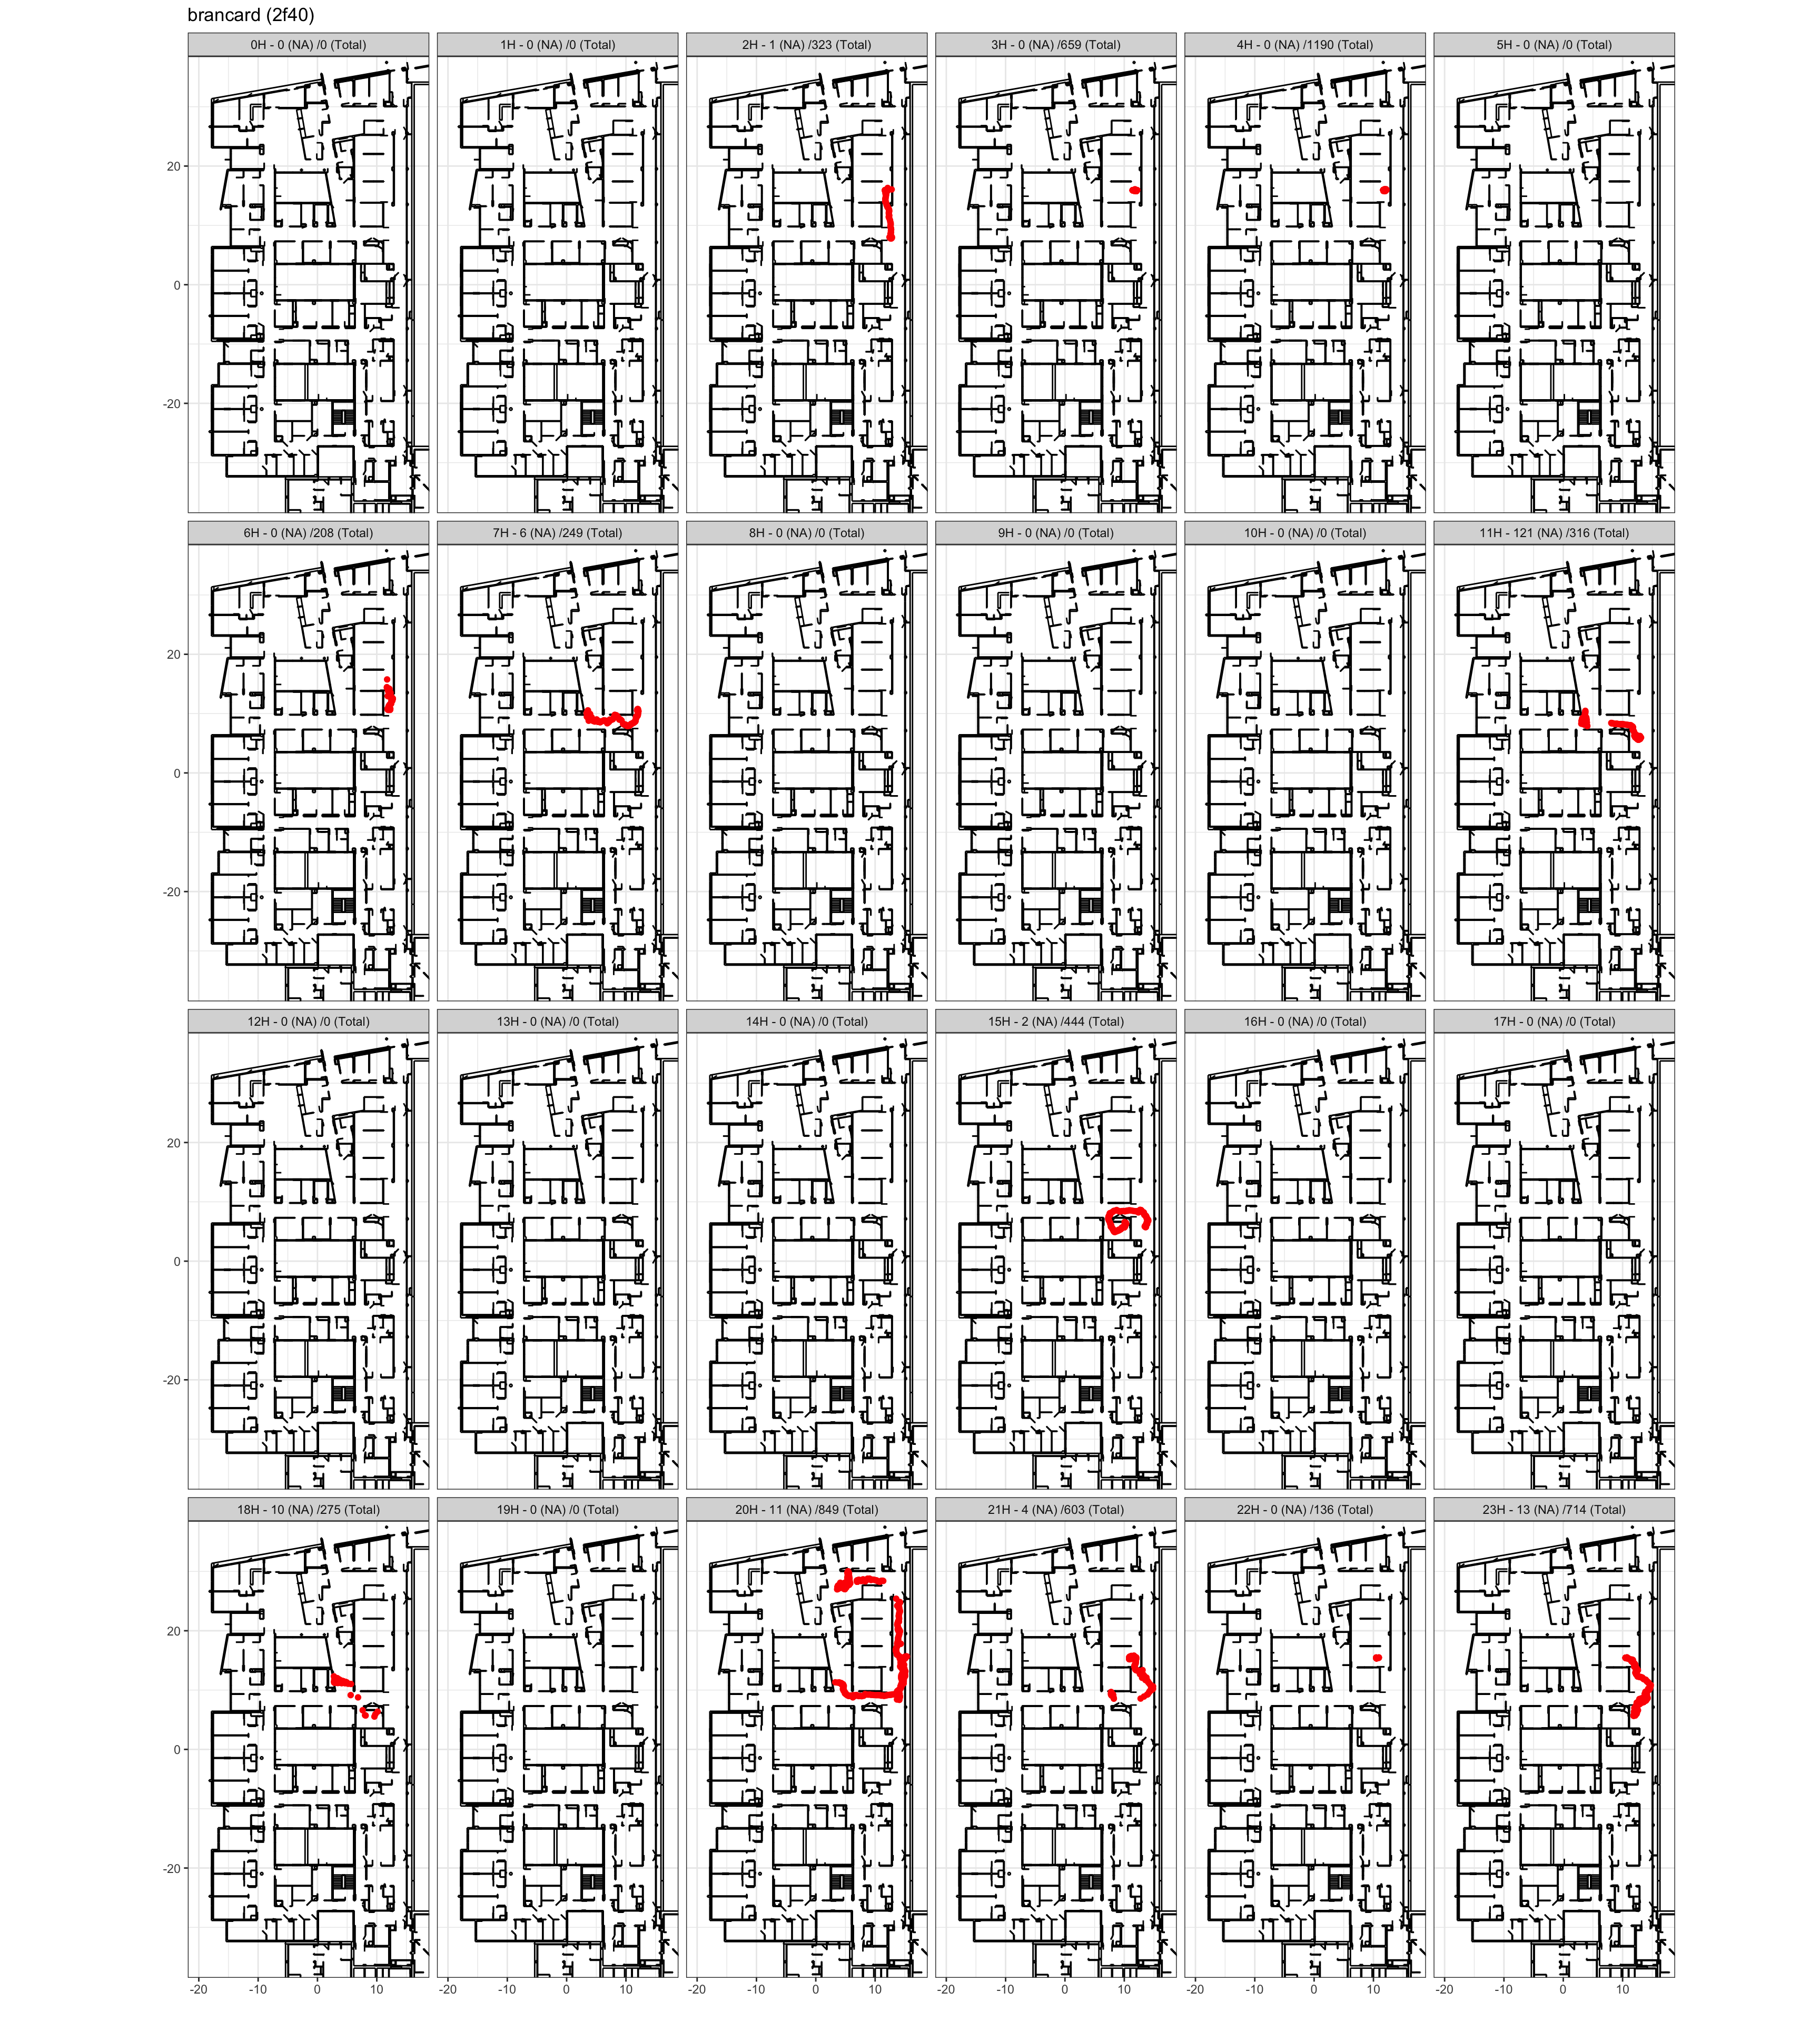 brancard (2f40)
0H - 0 (NA) /0 (Total) 1H - 0 (NA) /0 (Total) 2H - 1 (NA) /323 (Total) 3H - 0 (NA) /659 (Total) 4H - 0 (NA) /1190 (Total) 5H - 0 (NA) /0 (Total)
20
0
-20
6H - 0 (NA) /208 (Total) 7H - 6 (NA) /249 (Total) 8H - 0 (NA) /0 (Total) 9H - 0 (NA) /0 (Total) 10H - 0 (NA) /0 (Total) 11H - 121 (NA) /316 (Total)
20
0
-20
12H - 0 (NA) /0 (Total) 13H - 0 (NA) /0 (Total) 14H - 0 (NA) /0 (Total) 15H - 2 (NA) /444 (Total) 16H - 0 (NA) /0 (Total) 17H - 0 (NA) /0 (Total)
20
0
-20
18H - 10 (NA) /275 (Total) 19H - 0 (NA) /0 (Total) 20H - 11 (NA) /849 (Total) 21H - 4 (NA) /603 (Total) 22H - 0 (NA) /136 (Total) 23H - 13 (NA) /714 (Total)
20
0
-20
-20 -10 0 10 -20 -10 0 10 -20 -10 0 10 -20 -10 0 10 -20 -10 0 10 -20 -10 0 10